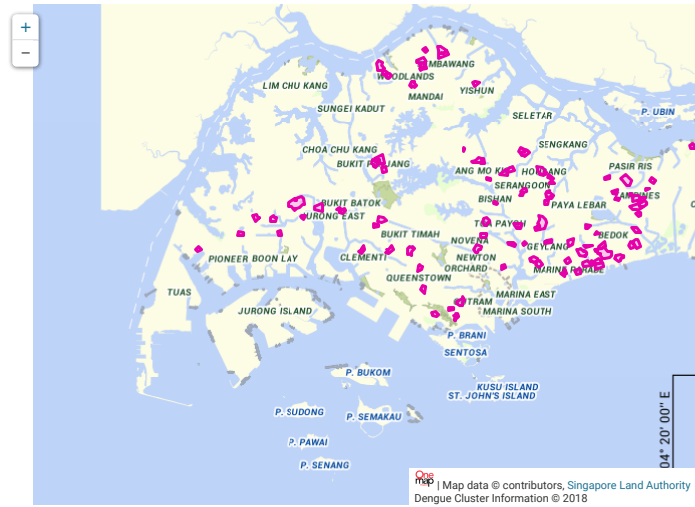 +
−
MBAWANG
WOODLANDS
LIM CHU KANG
YISHUN
MANDAI
SUNGEI KADUT
P. UBIN
SELETAR
SENGKANG
CHOA CHU KANG
BUKIT PANJANG
PASIR RIS
ANG MO KIO
HOUGANG
SERANGOON
TAMPINES
BISHAN
BUKIT BATOK
PAYA LEBAR
JURONG EAST
TOA PAYOH
BUKIT TIMAH
BEDOK
NOVENA
GEYLANG
CLEMENTI
NEWTON
PIONEER BOON LAY
ORCHARD
MARINE PARADE
QUEENSTOWN
TUAS
MARINA EAST
OUTRAM
JURONG ISLAND
MARINA SOUTH
P. BRANI
SENTOSA
P. BUKOM
KUSU ISLAND
ST. JOHN'S ISLAND
P. SUDONG
P. SEMAKAU
P. PAWAI
P. SENANG
04° 20' 00" E
One
map | Map data © contributors, Singapore Land Authority
Dengue Cluster Information © 2018